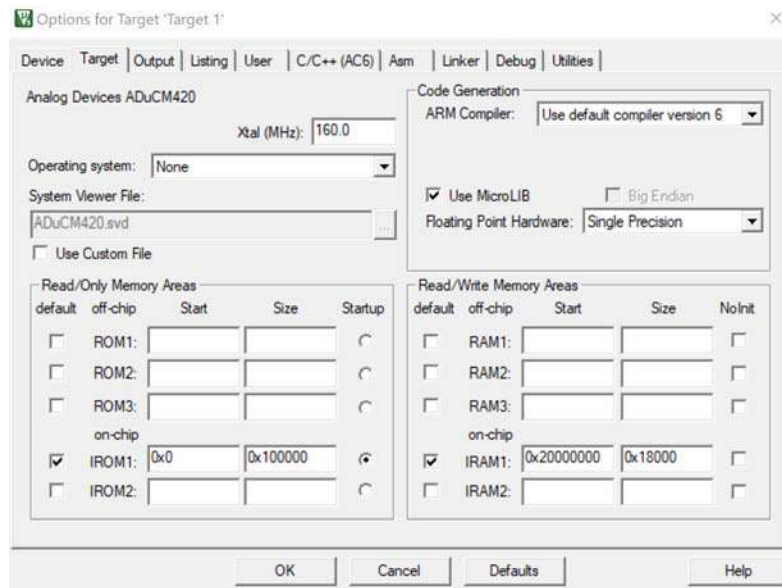 Options for Target 'Target 1'
Device Target Output Listing User C/C++ (AC6) Asm Linker Debug Utilities
Analog Devices ADuCM420
Xtal (MHz): 160.0
Operating system: None
System Viewer File:
ADuCM420.svd ...
Use Custom File
Code Generation
ARM Compiler: Use default compiler version 6
Use MicroLIB Big Endian
Floating Point Hardware: Single Precision
Read/Only Memory Areas
default off-chip Start Size Startup
ROM1:
ROM2:
ROM3:
on-chip
IROM1: 0x0 0x100000
IROM2:
Read/Write Memory Areas
default off-chip Start Size NoInit
RAM1:
RAM2:
RAM3:
on-chip
IRAM1: 0x20000000 0x18000
IRAM2:
OK Cancel Defaults Help